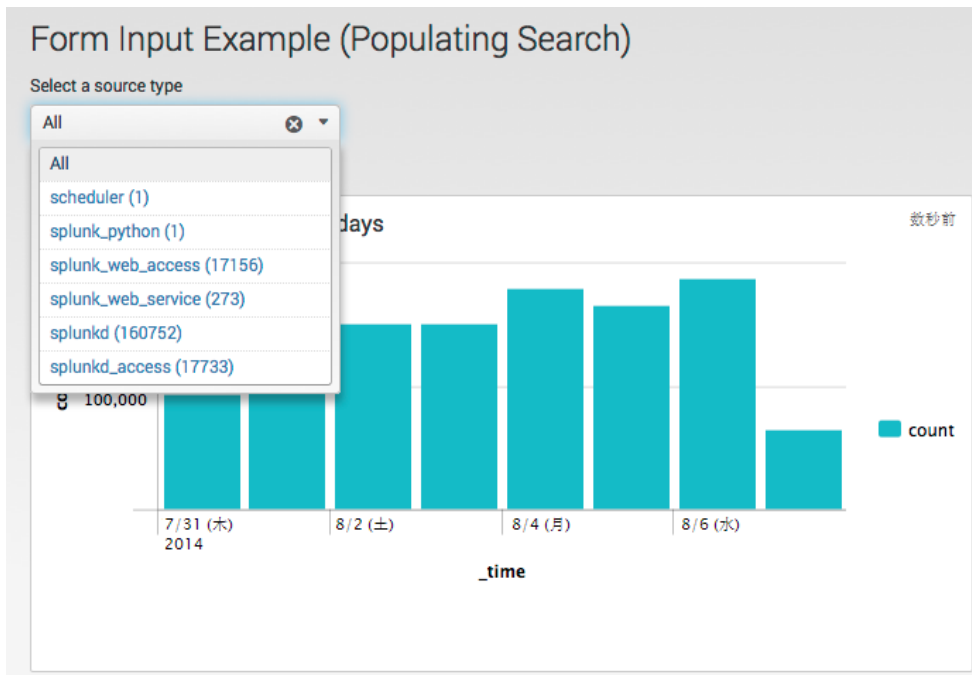 Form Input Example (Populating Search)
Select a source type
All
All
scheduler (1)
splunk_python (1)
splunk_web_access (17156)
splunk_web_service (273)
splunkd (160752)
splunkd_access (17733)
days
数秒前
100,000
count
7/31 (木)
2014
8/2 (土)
8/4 (月)
8/6 (水)
_time